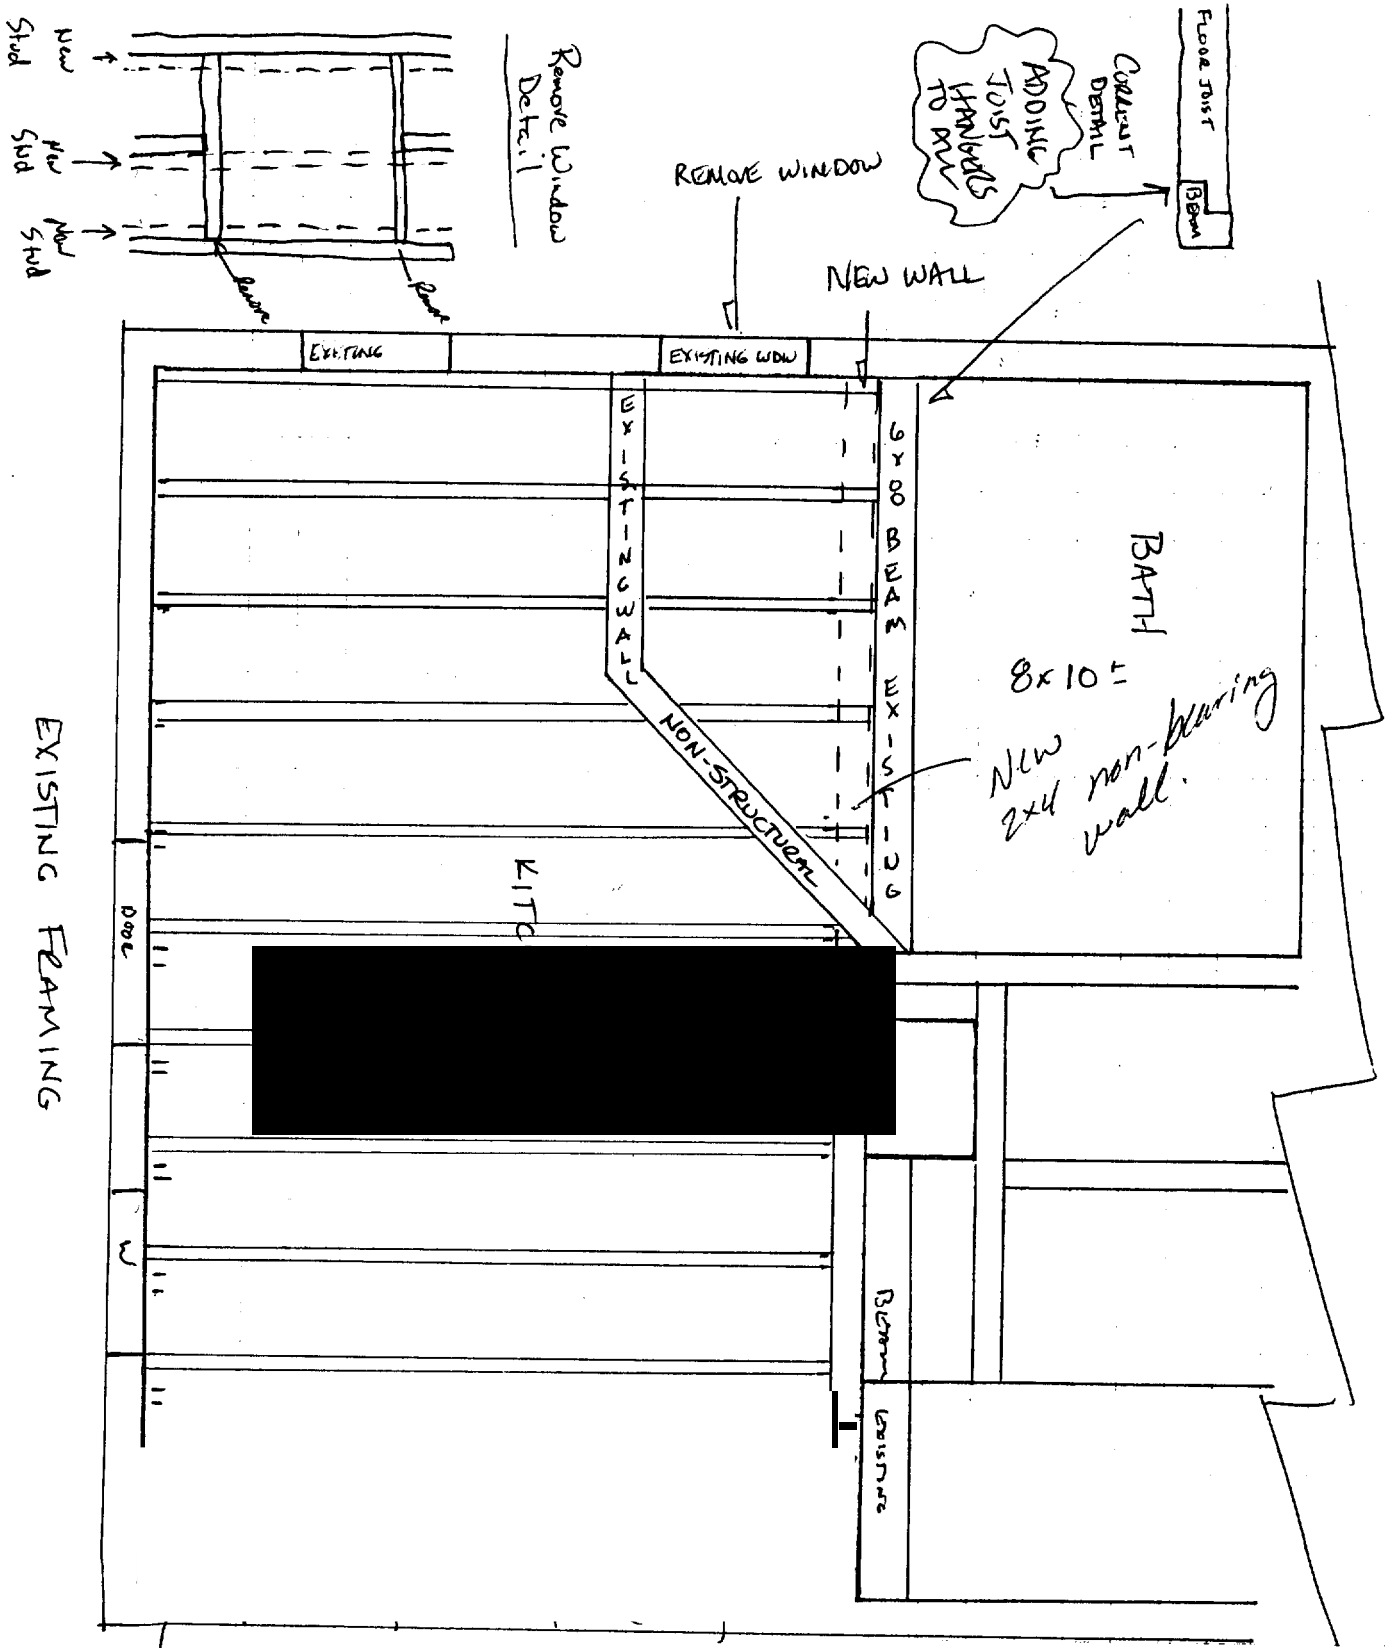 FLOOR JOIST
BEAM
CURRENT
DETAIL
ADDING
JOIST
HANGERS
TO ALL
Remove Window
Detail
New
Stud
New
Stud
New
Stud
Remove
Remove
REMOVE WINDOW
NEW WALL
EXISTING
EXISTING WDW
EXISTING WALL
NON-STRUCTURAL
6x8 BEAM EXISTING
BATH
8x10 ±
New
2x4 non-bearing
wall.
KITC
DOOR
W
BEAM EXISTING
EXISTING FRAMING